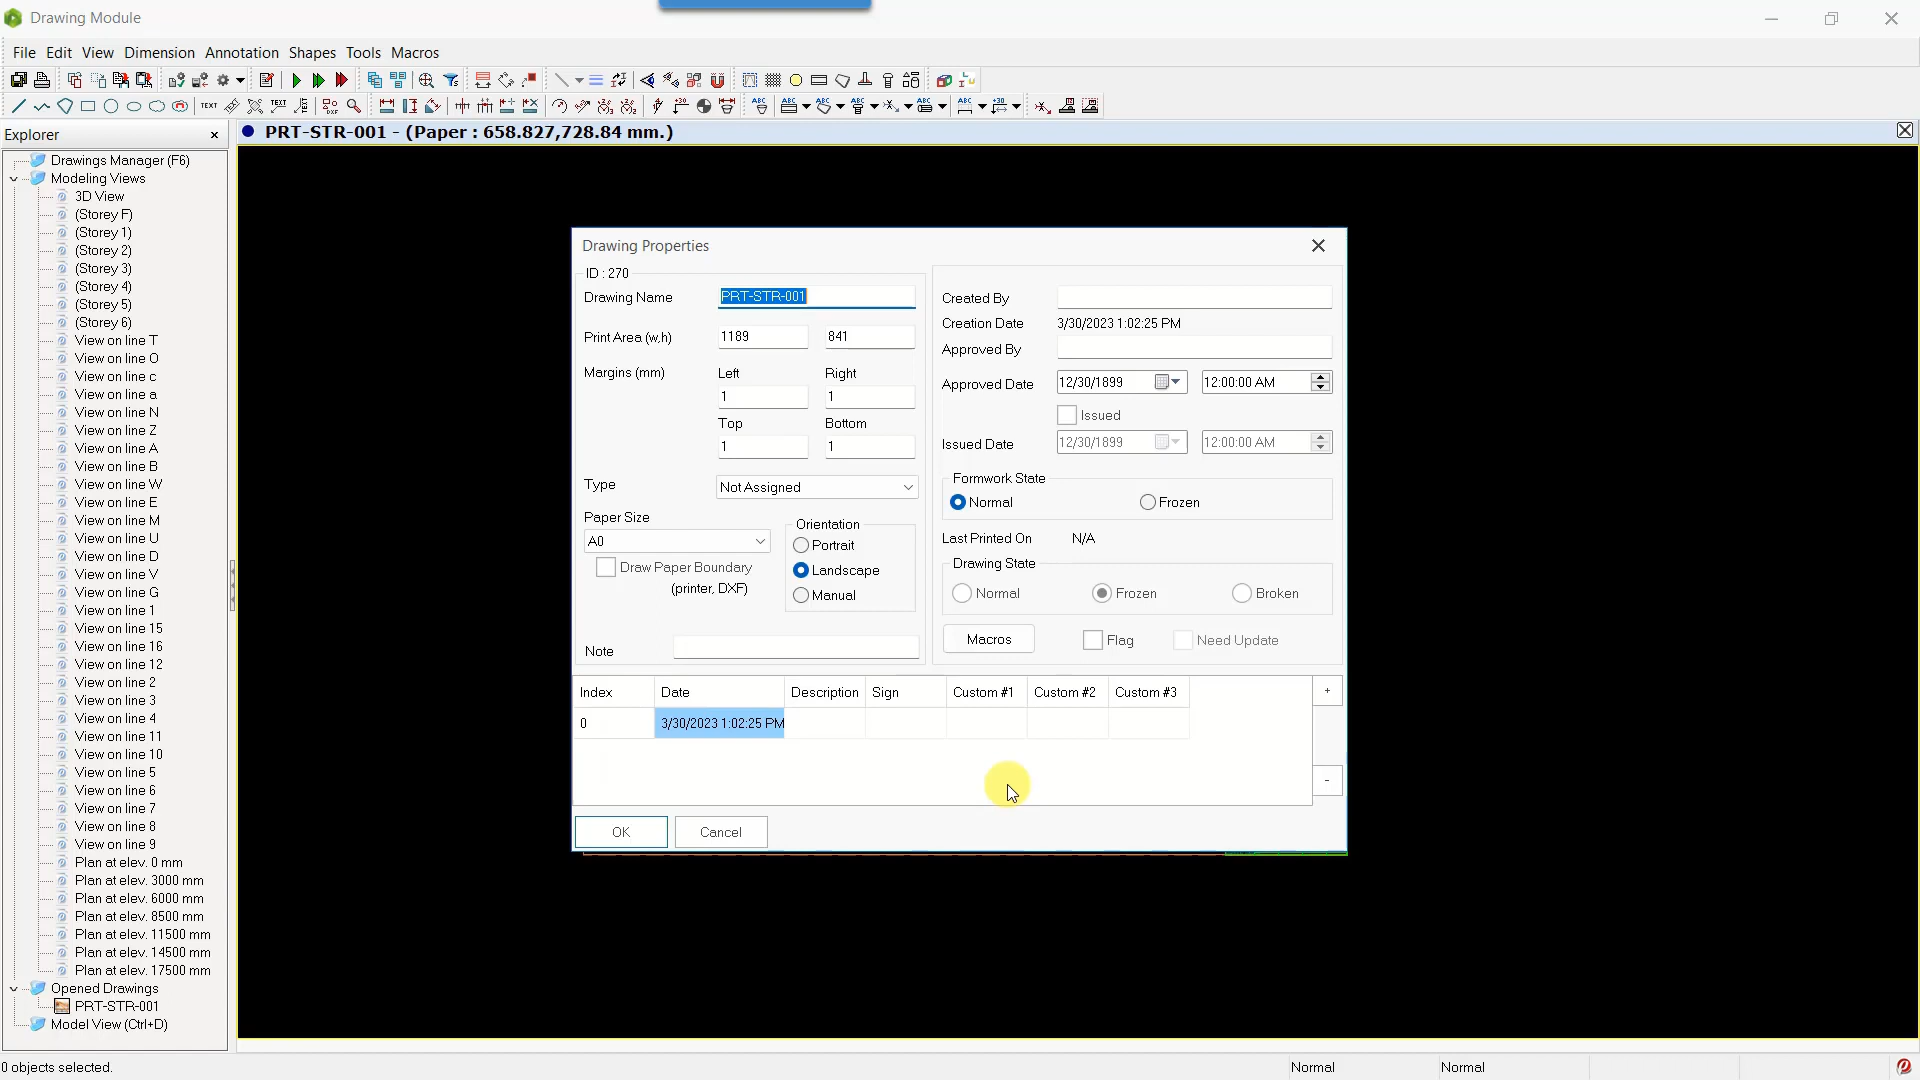 Drawing Module
File Edit View Dimension Annotation Shapes Tools Macros
Explorer
PRT-STR-001 - (Paper : 658.827,728.84 mm.)
Drawings Manager (F6)
Modeling Views
3D View
(Storey F)
(Storey 1)
(Storey 2)
(Storey 3)
(Storey 4)
(Storey 5)
(Storey 6)
View on line T
View on line O
View on line c
View on line a
View on line N
View on line Z
View on line A
View on line B
View on line W
View on line E
View on line M
View on line U
View on line D
View on line V
View on line G
View on line 1
View on line 15
View on line 16
View on line 12
View on line 2
View on line 3
View on line 4
View on line 11
View on line 10
View on line 5
View on line 6
View on line 7
View on line 8
View on line 9
Plan at elev. 0 mm
Plan at elev. 3000 mm
Plan at elev. 6000 mm
Plan at elev. 8500 mm
Plan at elev. 11500 mm
Plan at elev. 14500 mm
Plan at elev. 17500 mm
Opened Drawings
PRT-STR-001
Model View (Ctrl+D)
Drawing Properties
ID : 270
Drawing Name PRT-STR-001
Print Area (w,h) 1189 841
Margins (mm) Left Right
1 1
Top Bottom
1 1
Type Not Assigned
Paper Size
A0
Draw Paper Boundary
(printer, DXF)
Orientation
Portrait
Landscape
Manual
Note
Created By
Creation Date 3/30/2023 1:02:25 PM
Approved By
Approved Date 12/30/1899 12:00:00 AM
Issued
Issued Date 12/30/1899 12:00:00 AM
Formwork State
Normal Frozen
Last Printed On N/A
Drawing State
Normal Frozen Broken
Macros Flag Need Update
Index Date Description Sign Custom #1 Custom #2 Custom #3
0 3/30/2023 1:02:25 PM
+
-
OK Cancel
0 objects selected.
Normal Normal